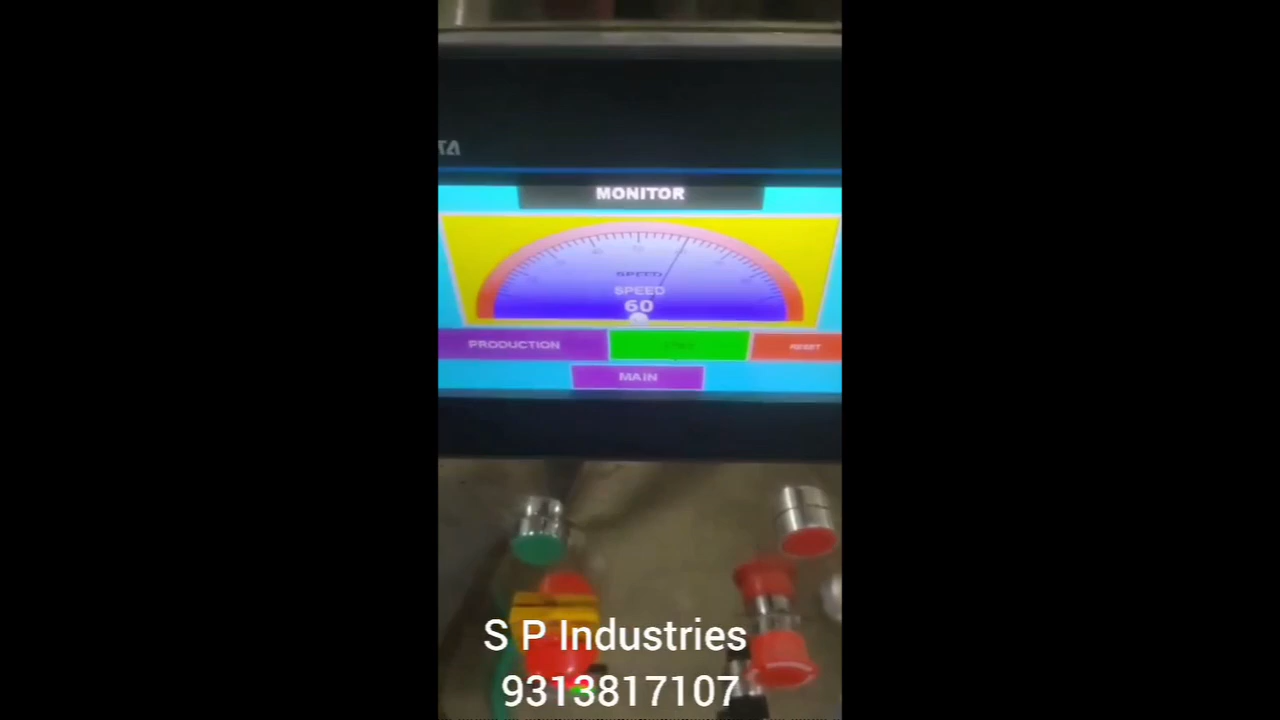 MONITOR
SPEED
SPEED
60
PRODUCTION
RESET
MAIN
S P Industries
9313817107